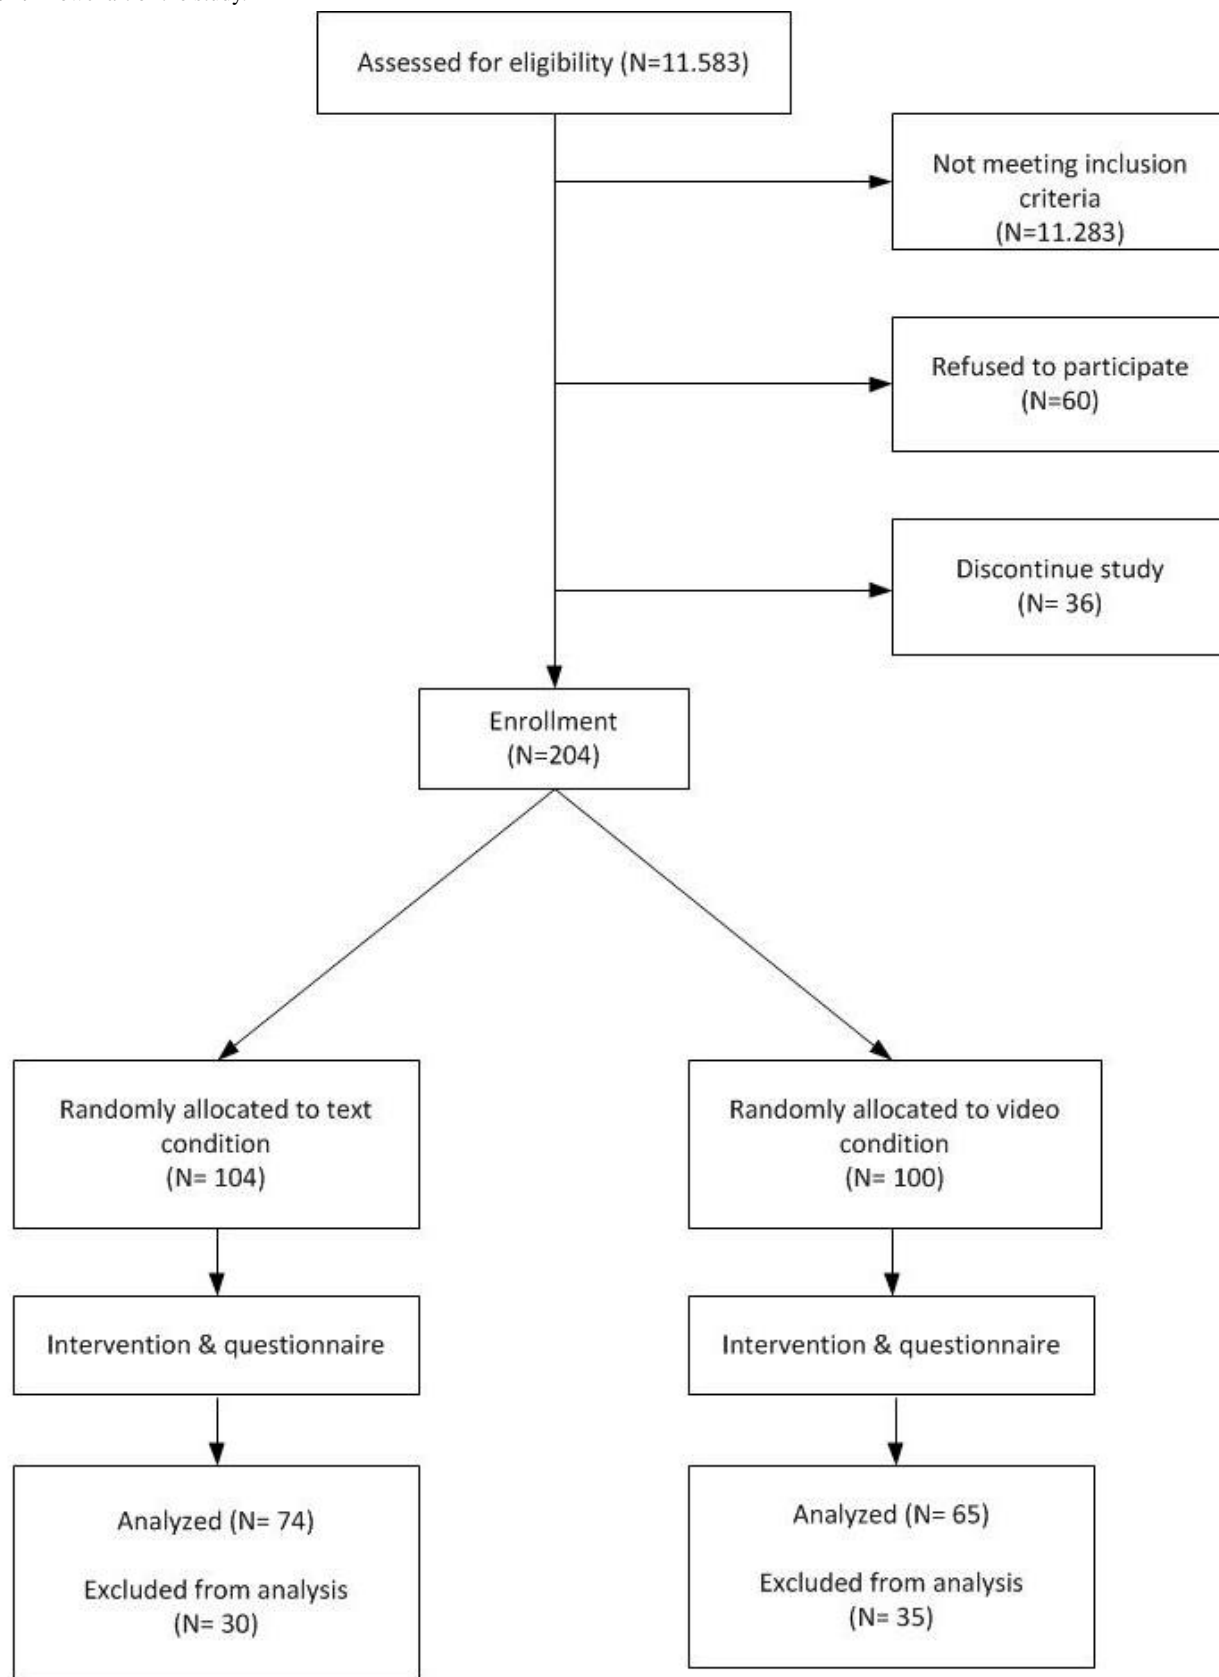 Assessed for eligibility (N=11.583)
Not meeting inclusion
criteria
(N=11.283)
Refused to participate
(N=60)
Discontinue study
(N= 36)
Enrollment
(N=204)
Randomly allocated to text
condition
(N= 104)
Randomly allocated to video
condition
(N= 100)
Intervention & questionnaire
Intervention & questionnaire
Analyzed (N= 74)
Excluded from analysis
(N= 30)
Analyzed (N= 65)
Excluded from analysis
(N= 35)